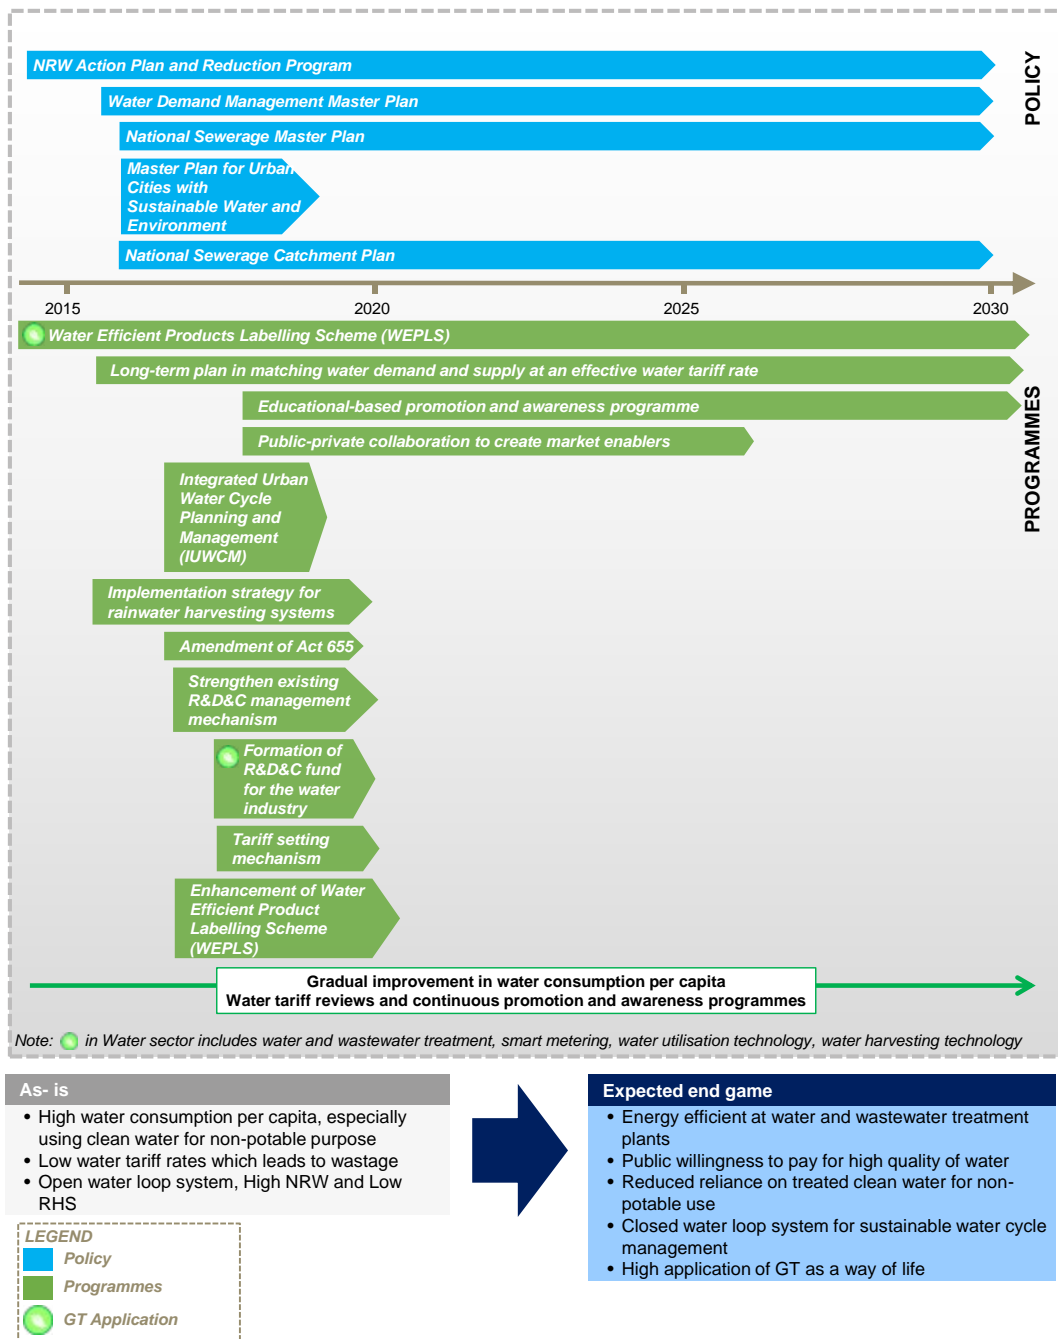 POLICY
NRW Action Plan and Reduction Program
Water Demand Management Master Plan
National Sewerage Master Plan
Master Plan for Urban
Cities with
Sustainable Water and
Environment
National Sewerage Catchment Plan
2015
2020
2025
2030
PROGRAMMES
Water Efficient Products Labelling Scheme (WEPLS)
Long-term plan in matching water demand and supply at an effective water tariff rate
Educational-based promotion and awareness programme
Public-private collaboration to create market enablers
Integrated Urban
Water Cycle
Planning and
Management
(IUWCM)
Implementation strategy for
rainwater harvesting systems
Amendment of Act 655
Strengthen existing
R&D&C management
mechanism
Formation of
R&D&C fund
for the water
industry
Tariff setting
mechanism
Enhancement of Water
Efficient Product
Labelling Scheme
(WEPLS)
Gradual improvement in water consumption per capita
Water tariff reviews and continuous promotion and awareness programmes
Note: in Water sector includes water and wastewater treatment, smart metering, water utilisation technology, water harvesting technology
As- is
• High water consumption per capita, especially
using clean water for non-potable purpose
• Low water tariff rates which leads to wastage
• Open water loop system, High NRW and Low
RHS
Expected end game
• Energy efficient at water and wastewater treatment
plants
• Public willingness to pay for high quality of water
• Reduced reliance on treated clean water for non-
potable use
• Closed water loop system for sustainable water cycle
management
• High application of GT as a way of life
LEGEND
Policy
Programmes
GT Application